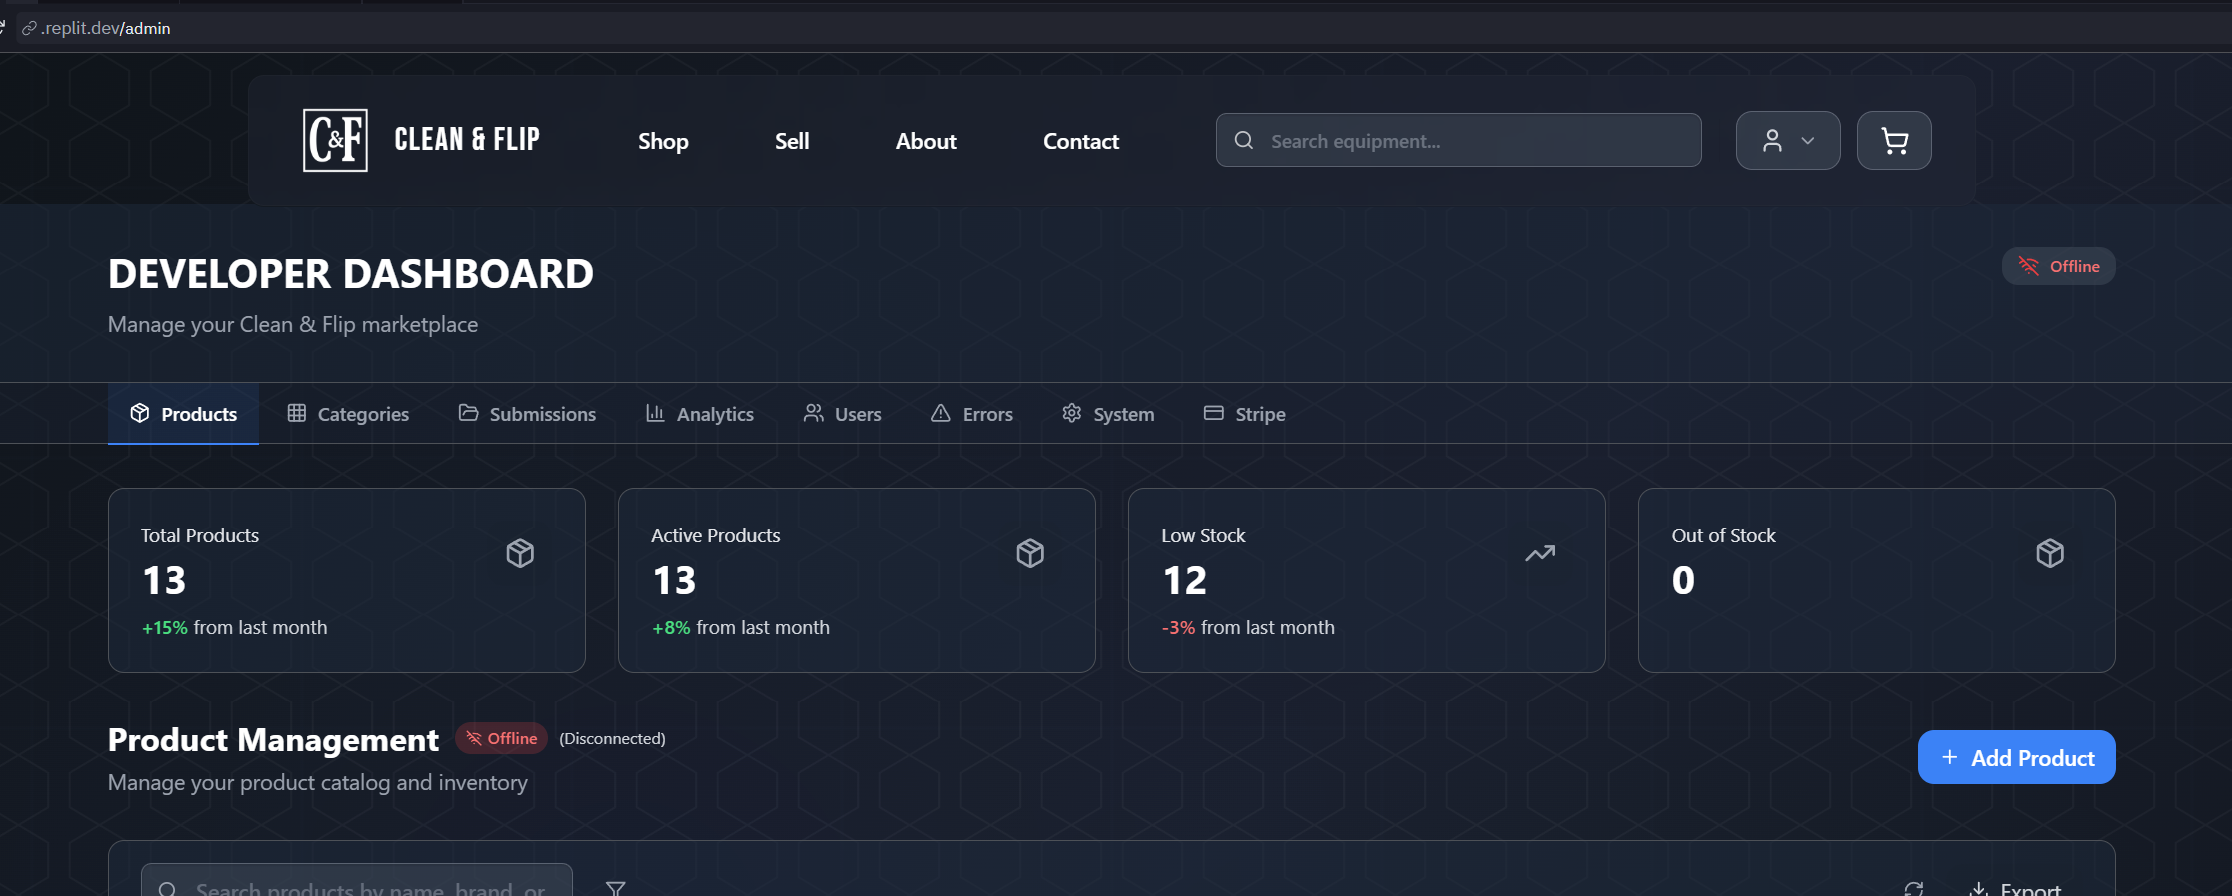 .replit.dev/admin
C&F CLEAN & FLIP Shop Sell About Contact Search equipment...
DEVELOPER DASHBOARD
Offline
Manage your Clean & Flip marketplace
Products Categories Submissions Analytics Users Errors System Stripe
Total Products
13
+15% from last month
Active Products
13
+8% from last month
Low Stock
12
-3% from last month
Out of Stock
0
Product Management Offline (Disconnected)
Manage your product catalog and inventory
+ Add Product
Search products by name, brand, or
Export